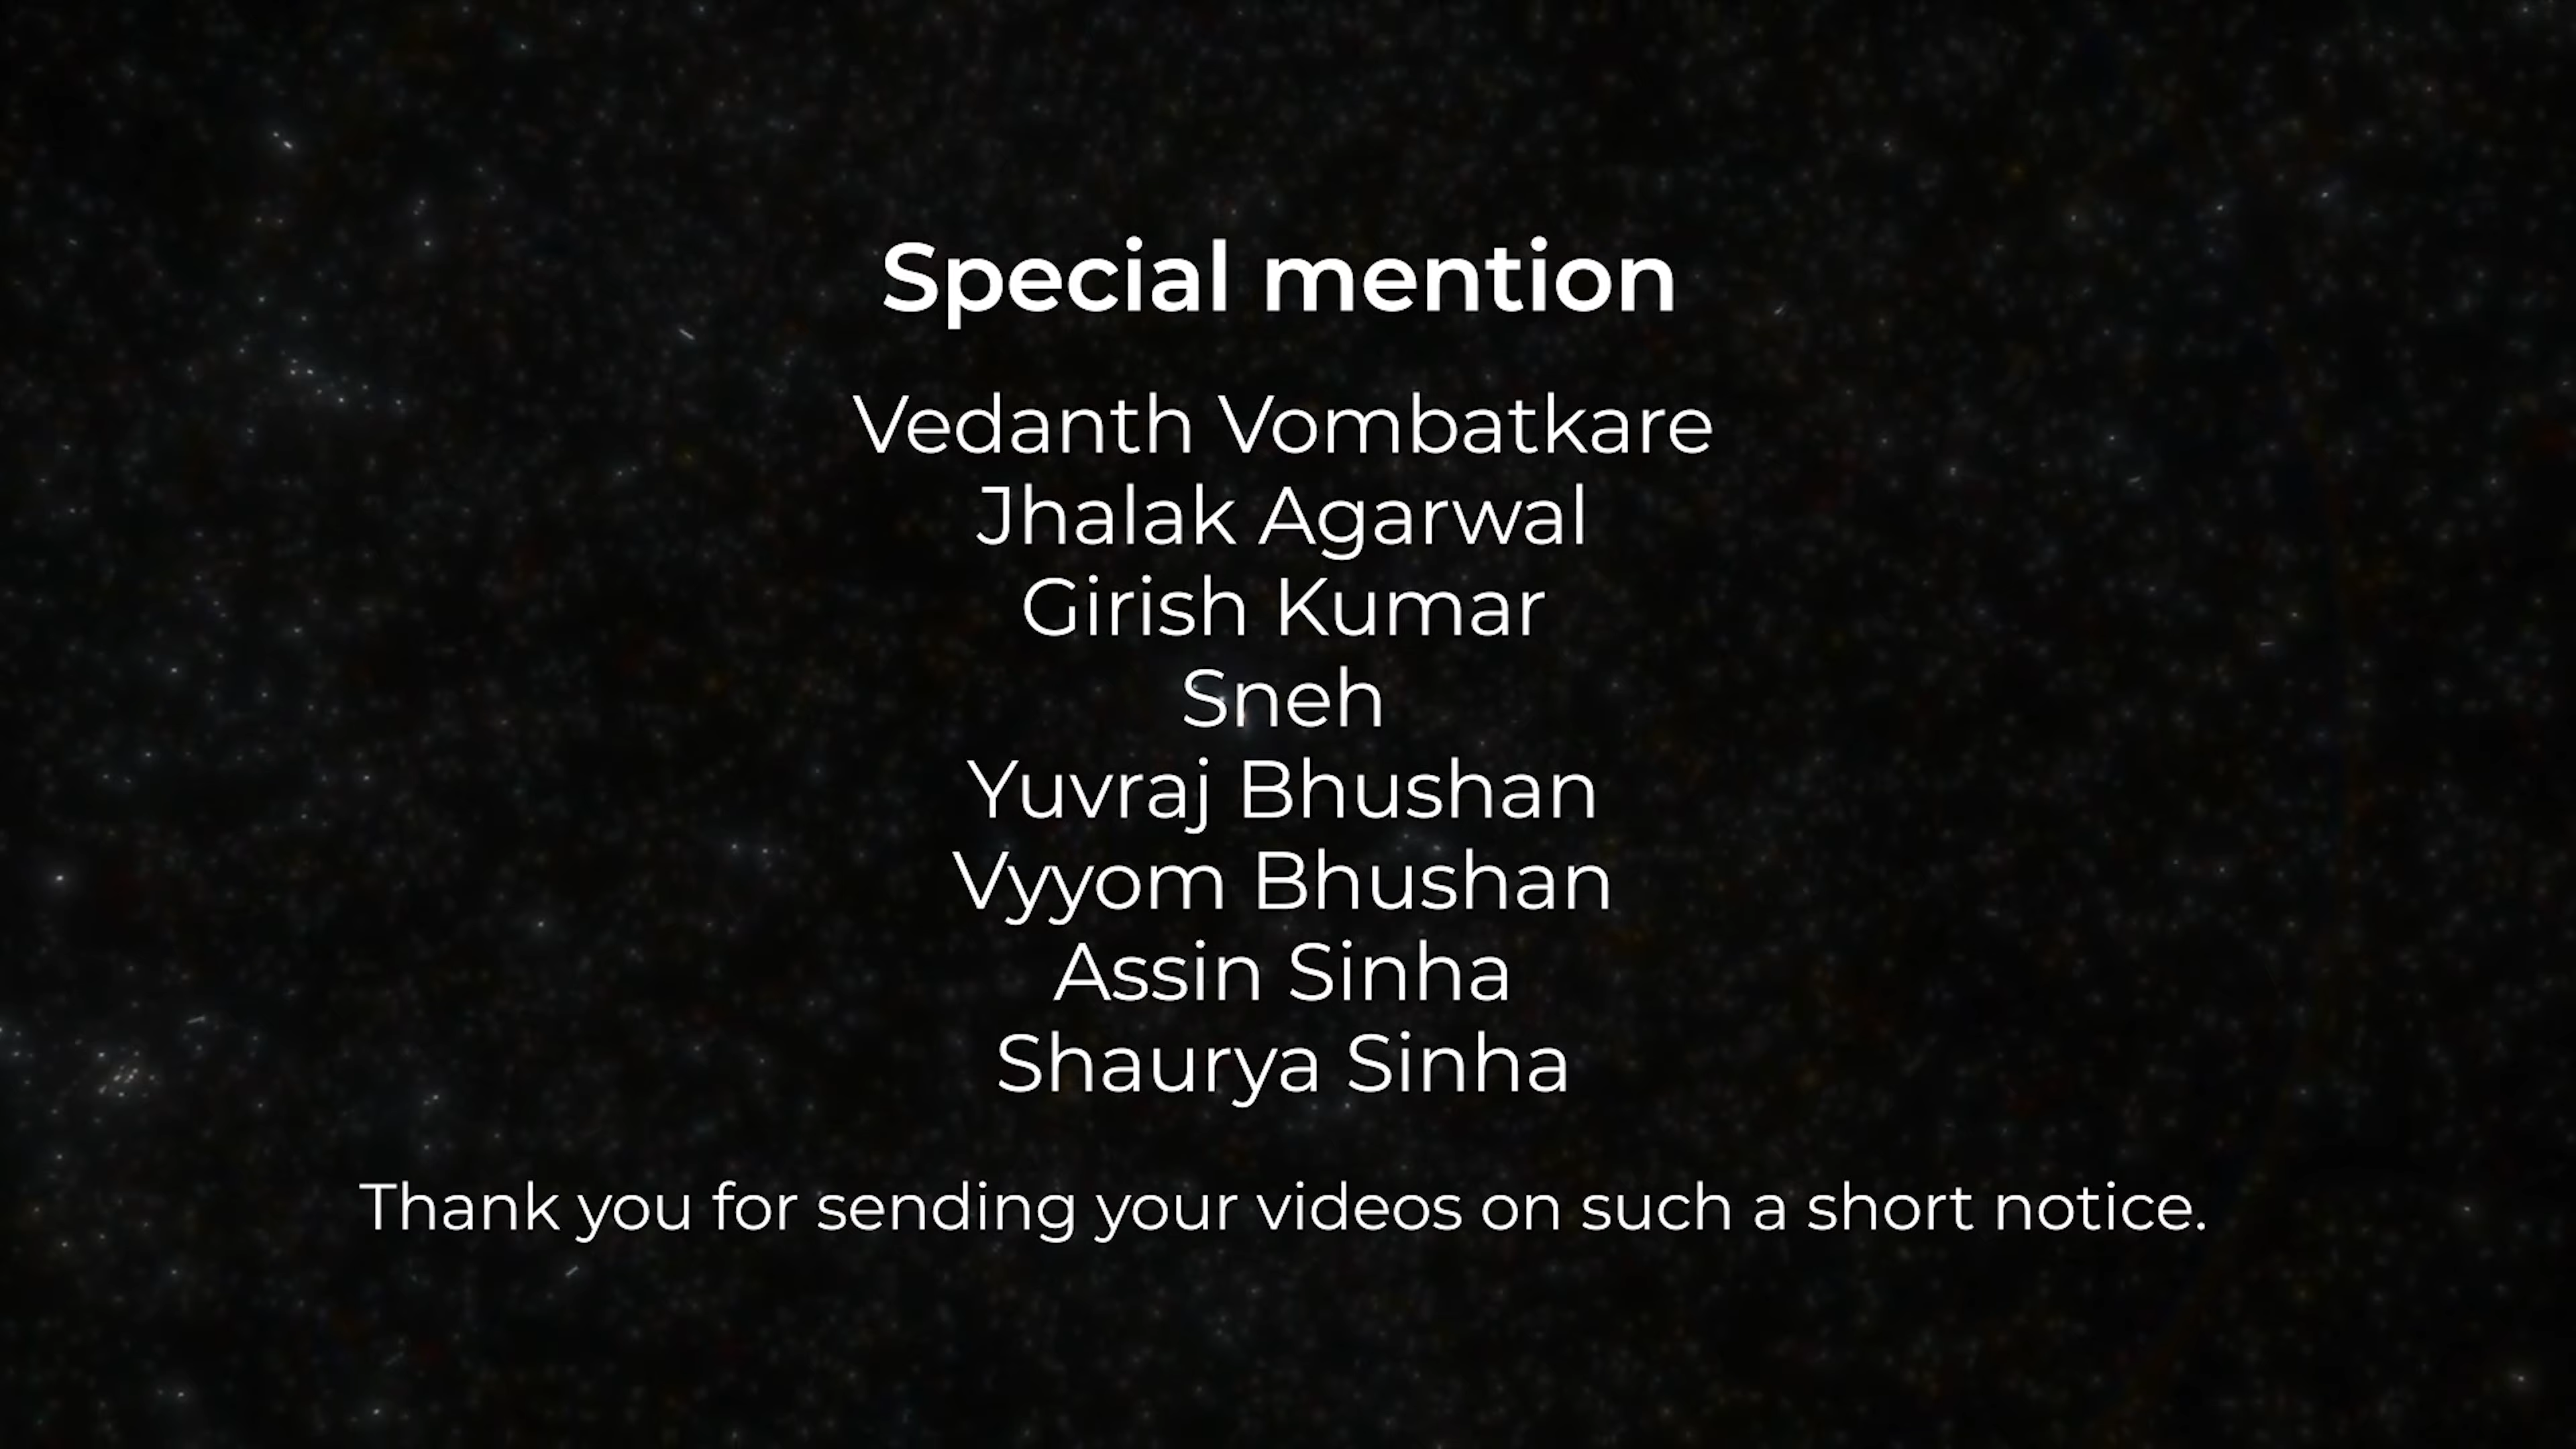 Special mention
Vedanth Vombatkare
Jhalak Agarwal
Girish Kumar
Sneh
Yuvraj Bhushan
Vyyom Bhushan
Assin Sinha
Shaurya Sinha
Thank you for sending your videos on such a short notice.